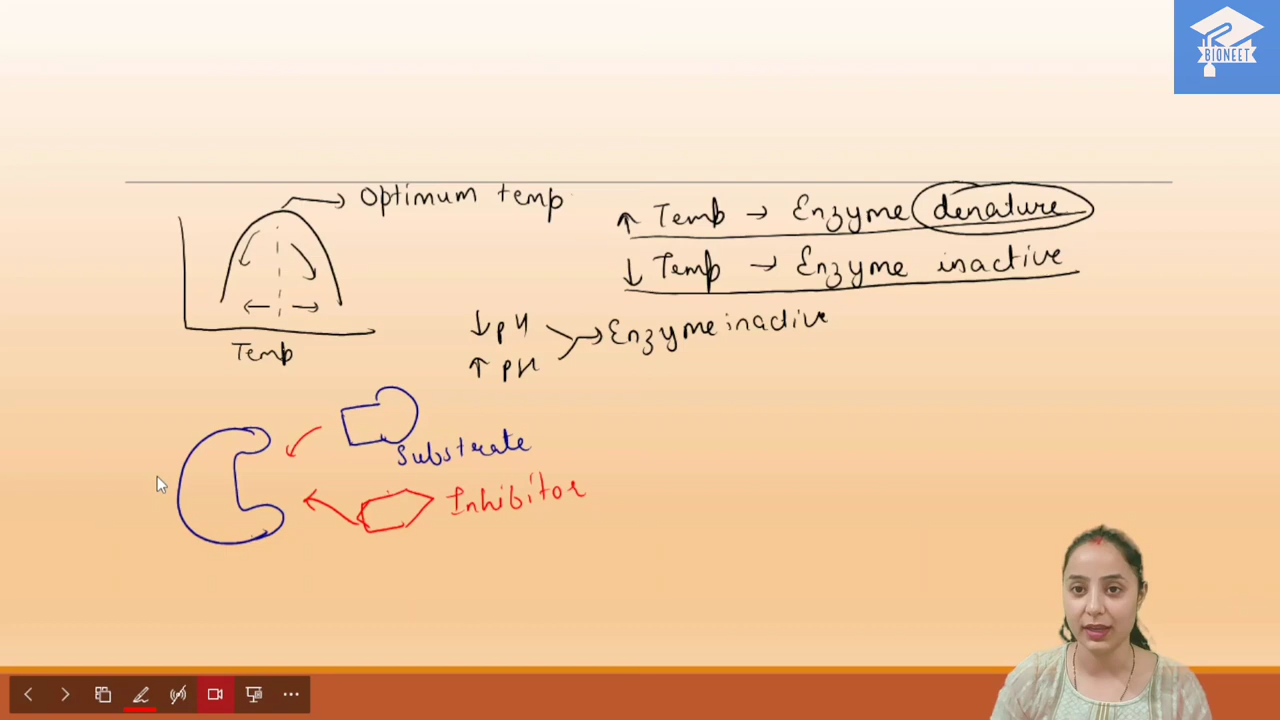 BIONEET
Optimum temp
↑ Temp → Enzyme denature
↓ Temp → Enzyme inactive
Temp
↓ pH
↑ pH
→ Enzyme inactive
Substrate
Inhibitor